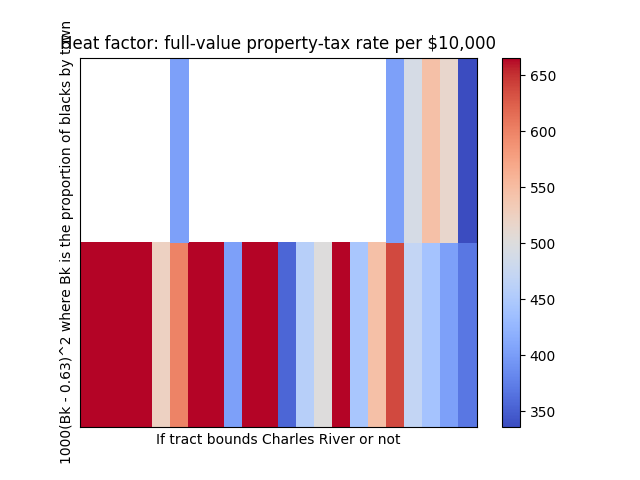 Heat factor: full-value property-tax rate per $10,000
1000(Bk - 0.63)^2 where Bk is the proportion of blacks by town
650
600
550
500
450
400
350
If tract bounds Charles River or not